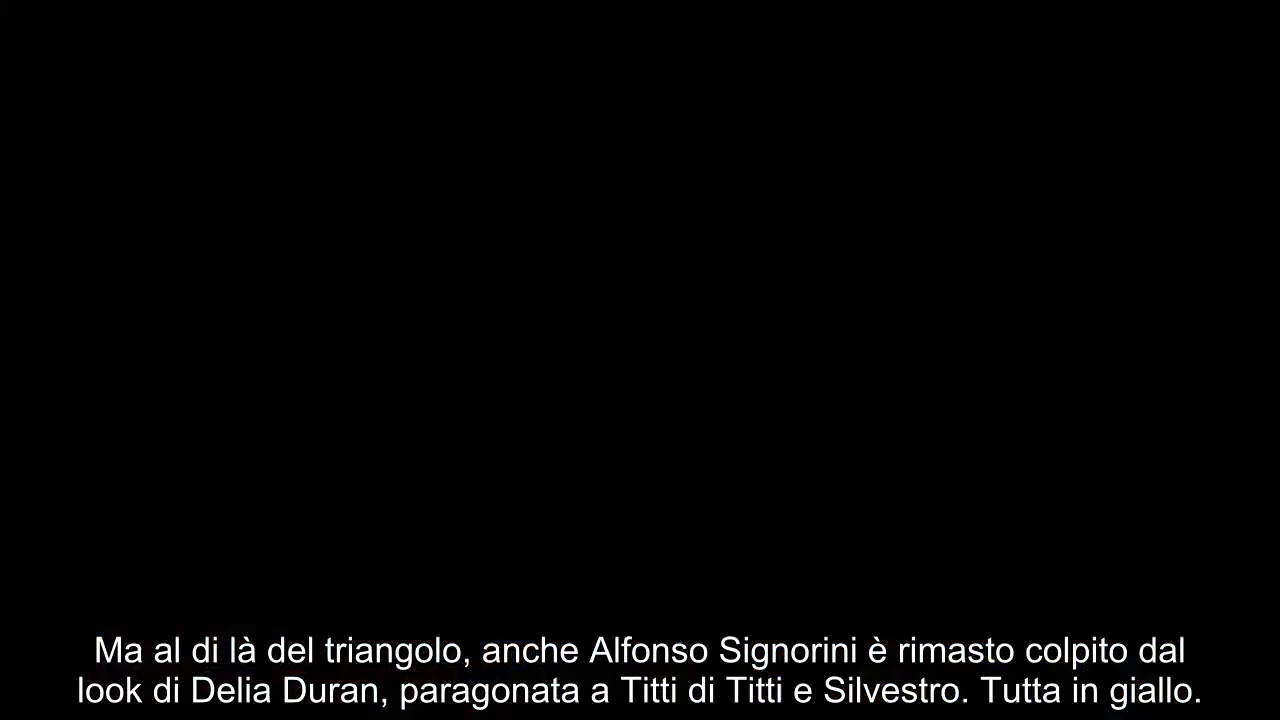 Ma al di là del triangolo, anche Alfonso Signorini è rimasto colpito dal
look di Delia Duran, paragonata a Titti di Titti e Silvestro. Tutta in giallo.